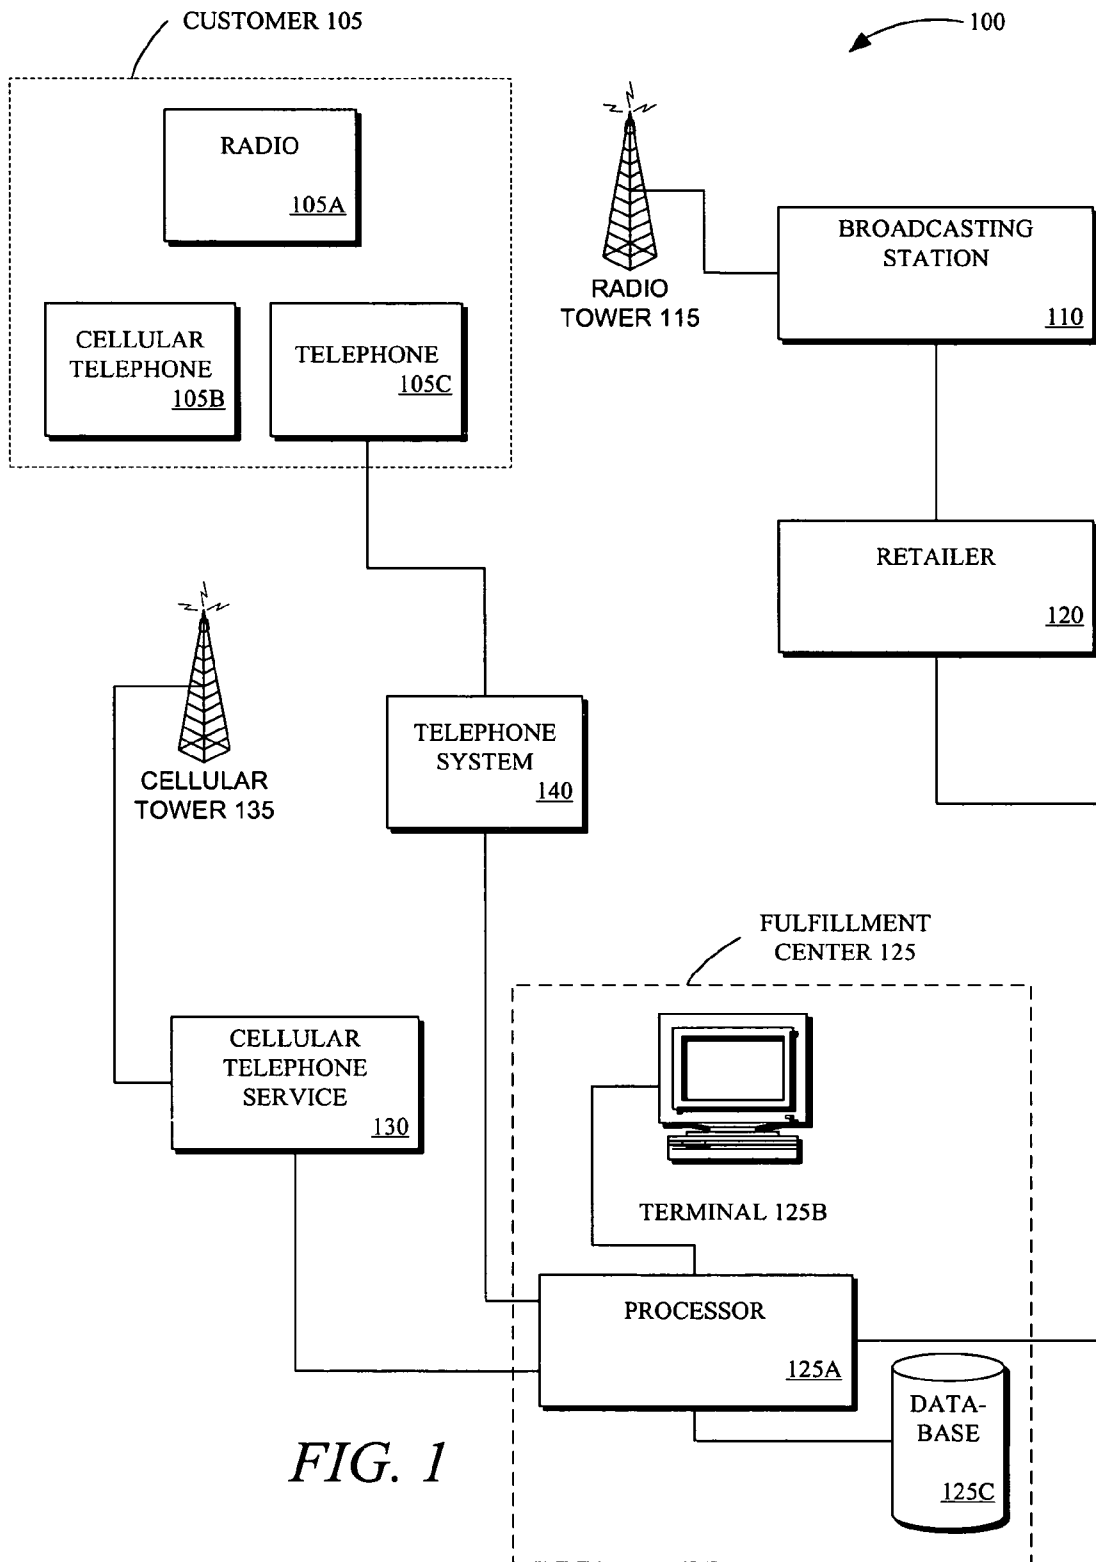 CUSTOMER 105
100
RADIO
105A
CELLULAR
TELEPHONE
105B
TELEPHONE
105C
RADIO
TOWER 115
BROADCASTING
STATION
110
RETAILER
120
CELLULAR
TOWER 135
TELEPHONE
SYSTEM
140
FULFILLMENT
CENTER 125
CELLULAR
TELEPHONE
SERVICE
130
TERMINAL 125B
PROCESSOR
125A
DATA-
BASE
125C
FIG. 1